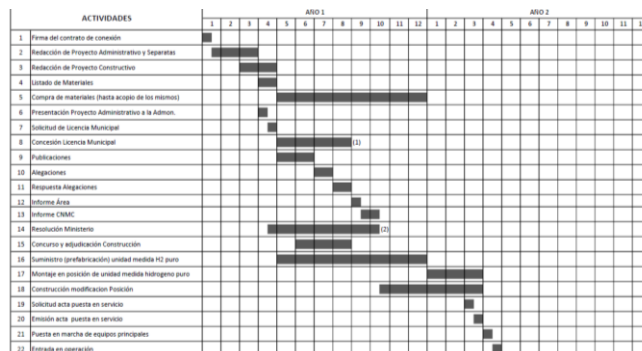 ACTIVIDADES
AÑO 1
AÑO 2
1 2 3 4 5 6 7 8 9 10 11 12 1 2 3 4 5 6 7 8 9 10 11 12
1 Firma del contrato de conexión
2 Redacción de Proyecto Administrativo y Separatas
3 Redacción de Proyecto Constructivo
4 Listado de Materiales
5 Compra de materiales (hasta acopio de los mismos)
6 Presentación Proyecto Administrativo a la Admon.
7 Solicitud de Licencia Municipal
8 Concesión Licencia Municipal (1)
9 Publicaciones
10 Alegaciones
11 Respuesta Alegaciones
12 Informe Área
13 Informe CNMC
14 Resolución Ministerio (2)
15 Concurso y adjudicación Construcción
16 Suministro (prefabricación) unidad medida H2 puro
17 Montaje en posición de unidad medida hidrogeno puro
18 Construcción modificacion Posición
19 Solicitud acta puesta en servicio
20 Emisión acta puesta en servicio
21 Puesta en marcha de equipos principales
22 Entrada en operación